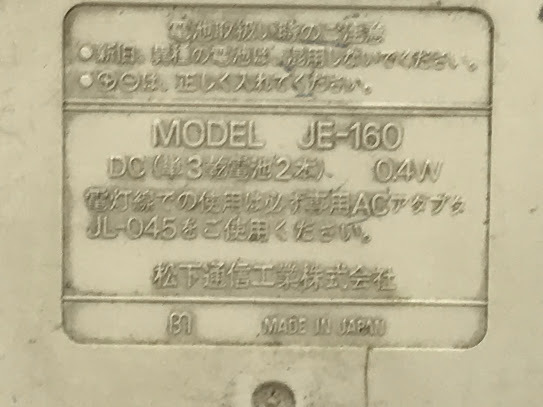 電池取扱い時のご注意
●新旧、異種の電池は、混用しないでください。
●⊕⊖は、正しく入れてください。
MODEL JE-160
DC(単3乾電池2本)、 0.4W
電灯線での使用は必ず専用ACアダプタ
JL-045をご使用ください。
松下通信工業株式会社
MADE IN JAPAN